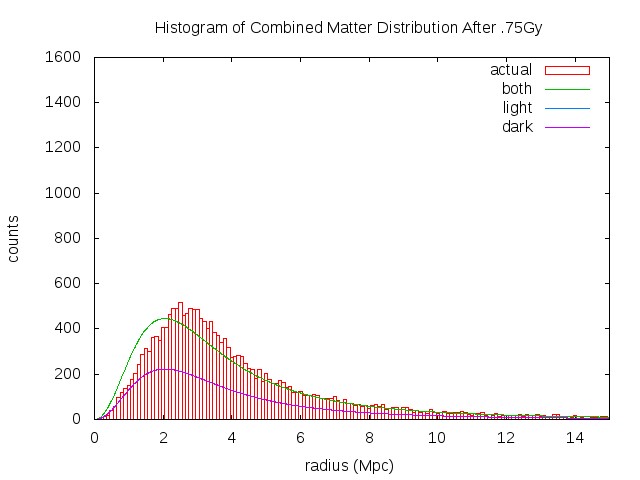 Histogram of Combined Matter Distribution After .75Gy
1600
1400
1200
1000
800
600
400
200
0
counts
actual
both
light
dark
0 2 4 6 8 10 12 14
radius (Mpc)